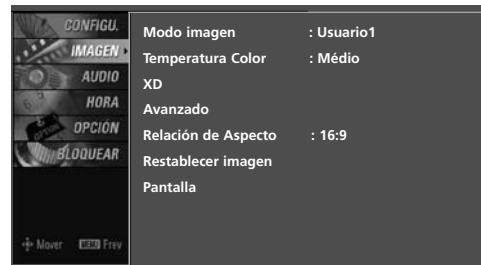 CONFIGU.
IMAGEN
AUDIO
HORA
OPCIÓN
BLOQUEAR
Mover MENU Prev
Modo imagen : Usuario1
Temperatura Color : Médio
XD
Avanzado
Relación de Aspecto : 16:9
Restablecer imagen
Pantalla